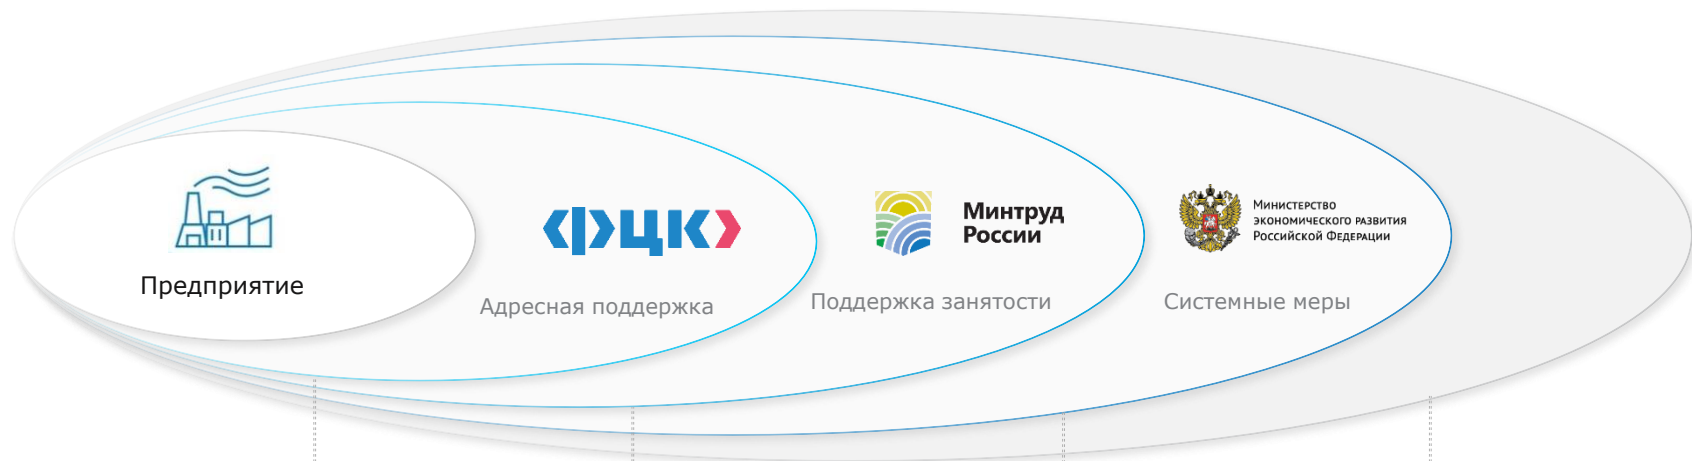 Предприятие
ФЦК
Адресная поддержка
Минтруд
России
Поддержка занятости
Министерство
экономического развития
Российской Федерации
Системные меры